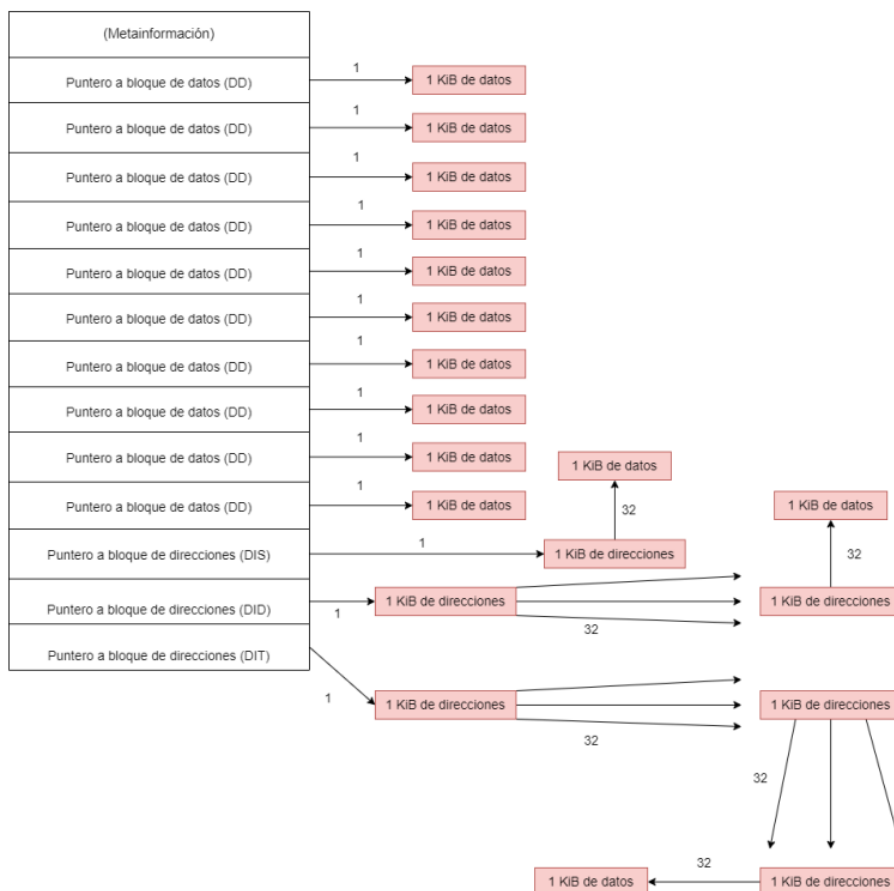 (Metainformación)
Puntero a bloque de datos (DD)
1
1 KiB de datos
Puntero a bloque de datos (DD)
1
1 KiB de datos
Puntero a bloque de datos (DD)
1
1 KiB de datos
Puntero a bloque de datos (DD)
1
1 KiB de datos
Puntero a bloque de datos (DD)
1
1 KiB de datos
Puntero a bloque de datos (DD)
1
1 KiB de datos
Puntero a bloque de datos (DD)
1
1 KiB de datos
Puntero a bloque de datos (DD)
1
1 KiB de datos
Puntero a bloque de datos (DD)
1
1 KiB de datos
Puntero a bloque de datos (DD)
1
1 KiB de datos
1 KiB de datos
32
1 KiB de datos
32
Puntero a bloque de direcciones (DIS)
1
1 KiB de direcciones
Puntero a bloque de direcciones (DID)
1
1 KiB de direcciones
32
1 KiB de direcciones
Puntero a bloque de direcciones (DIT)
1
1 KiB de direcciones
32
1 KiB de direcciones
32
1 KiB de datos
32
1 KiB de direcciones